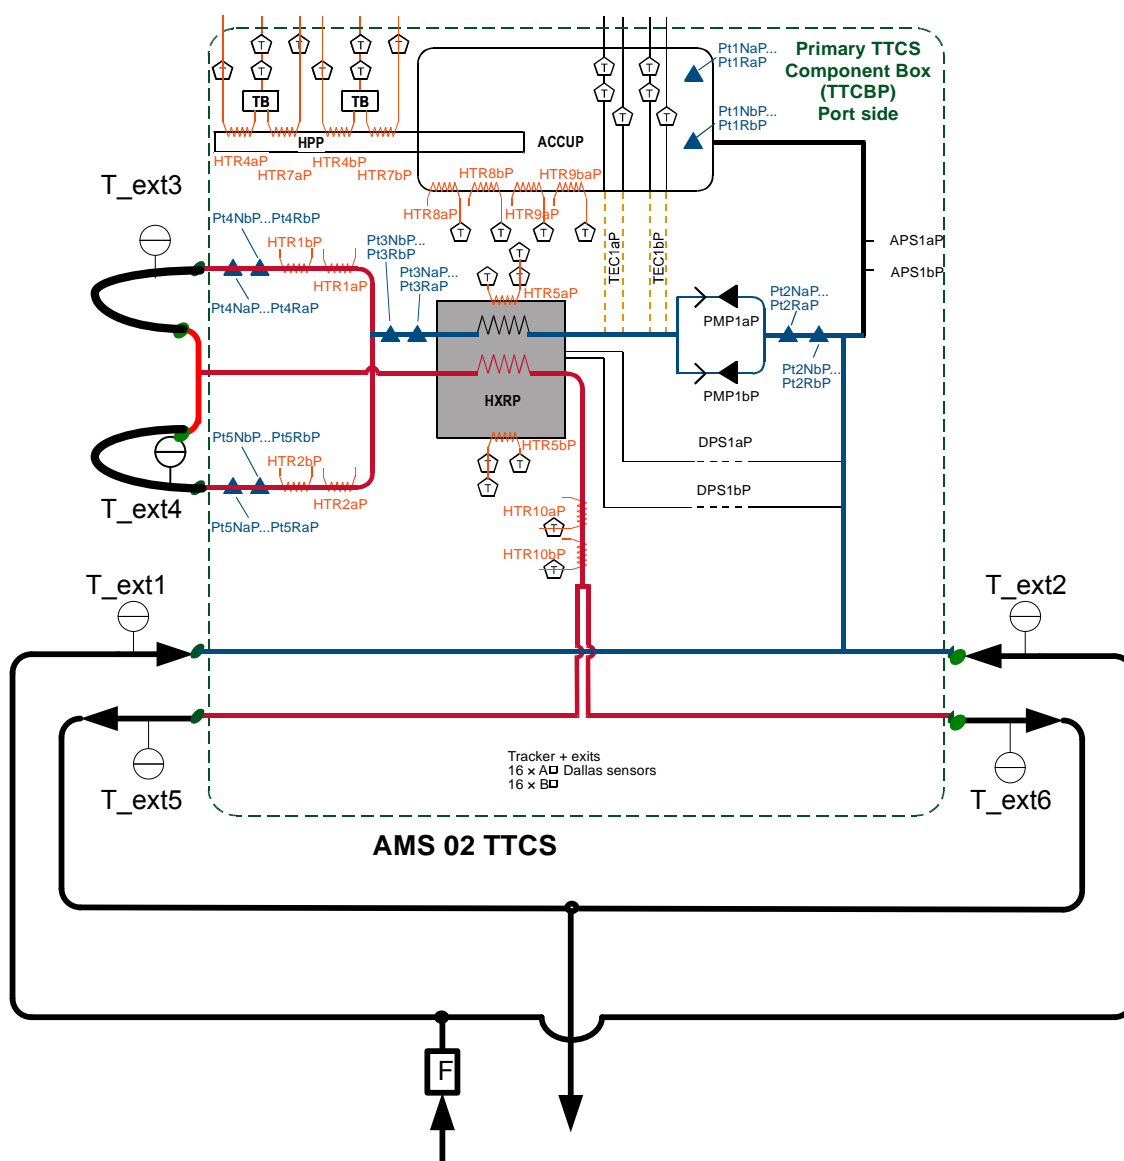 T
T
T
T
T
T
T
T
TB
TB
HPP
HTR4aP
HTR7aP
HTR4bP
HTR7bP
ACCUP
T
T
T
T
T
T
Pt1NaP...
Pt1RaP
Pt1NbP...
Pt1RbP
Primary TTCS
Component Box
(TTCBP)
Port side
HTR8bP
HTR9baP
HTR8aP
HTR9aP
T
T
T
T
T_ext3
Pt4NbP...Pt4RbP
HTR1bP
HTR1aP
Pt4NaP...Pt4RaP
Pt3NbP...
Pt3RbP
Pt3NaP...
Pt3RaP
T
T
T
HTR5aP
TEC1aP
TEC1bP
APS1aP
APS1bP
PMP1aP
PMP1bP
Pt2NaP...
Pt2RaP
Pt2NbP...
Pt2RbP
HXRP
HTR5bP
T
T
T
DPS1aP
DPS1bP
Pt5NbP...Pt5RbP
HTR2bP
HTR2aP
Pt5NaP...Pt5RaP
T_ext4
HTR10aP
T
HTR10bP
T
T_ext1
T_ext2
T_ext5
T_ext6
Tracker + exits
16 × A Dallas sensors
16 × B
AMS 02 TTCS
F